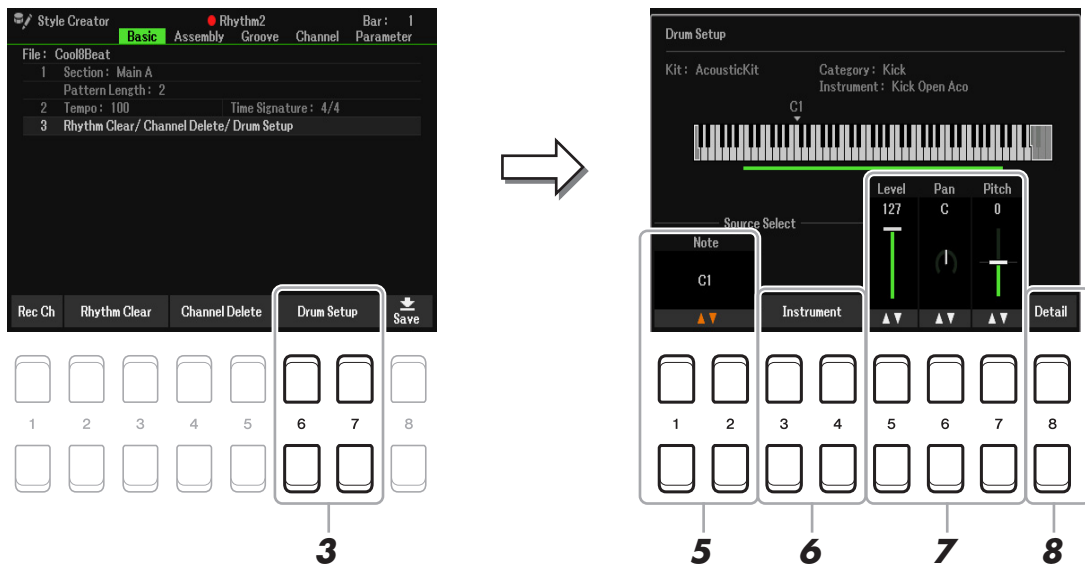 Style Creator Rhythm2 Bar: 1
Basic Assembly Groove Channel Parameter
File: Cool8Beat
1 Section: Main A
Pattern Length: 2
2 Tempo: 100 Time Signature: 4/4
3 Rhythm Clear/ Channel Delete/ Drum Setup
Rec Ch Rhythm Clear Channel Delete Drum Setup Save
1 2 3 4 5 6 7 8
3
Drum Setup
Kit: AcousticKit Category: Kick
Instrument: Kick Open Aco
C1
Level Pan Pitch
127 C 0
Source Select
Note
C1
Instrument Detail
1 2 3 4 5 6 7 8
5 6 7 8